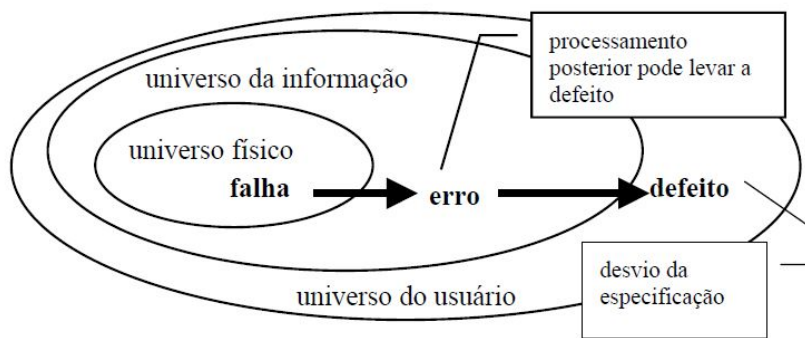 processamento
posterior pode levar a
defeito
universo da informação
universo físico
falha
erro
defeito
desvio da
especificação
universo do usuário